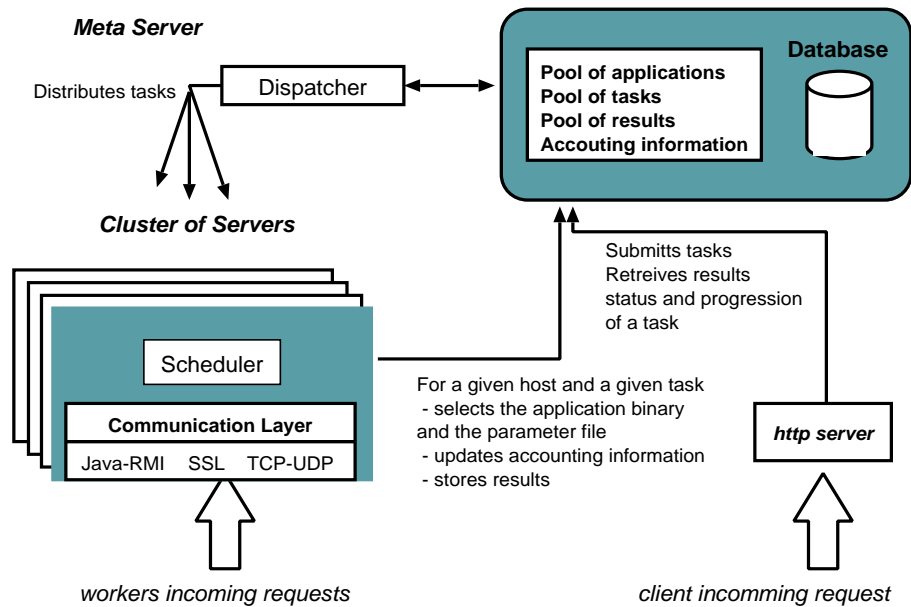 Meta Server
Database
Pool of applications
Pool of tasks
Pool of results
Accouting information
Dispatcher
Distributes tasks
Cluster of Servers
Submitts tasks
Retreives results
status and progression
of a task
Scheduler
Communication Layer
Java-RMI SSL TCP-UDP
For a given host and a given task
- selects the application binary
and the parameter file
- updates accounting information
- stores results
http server
workers incoming requests
client incomming request